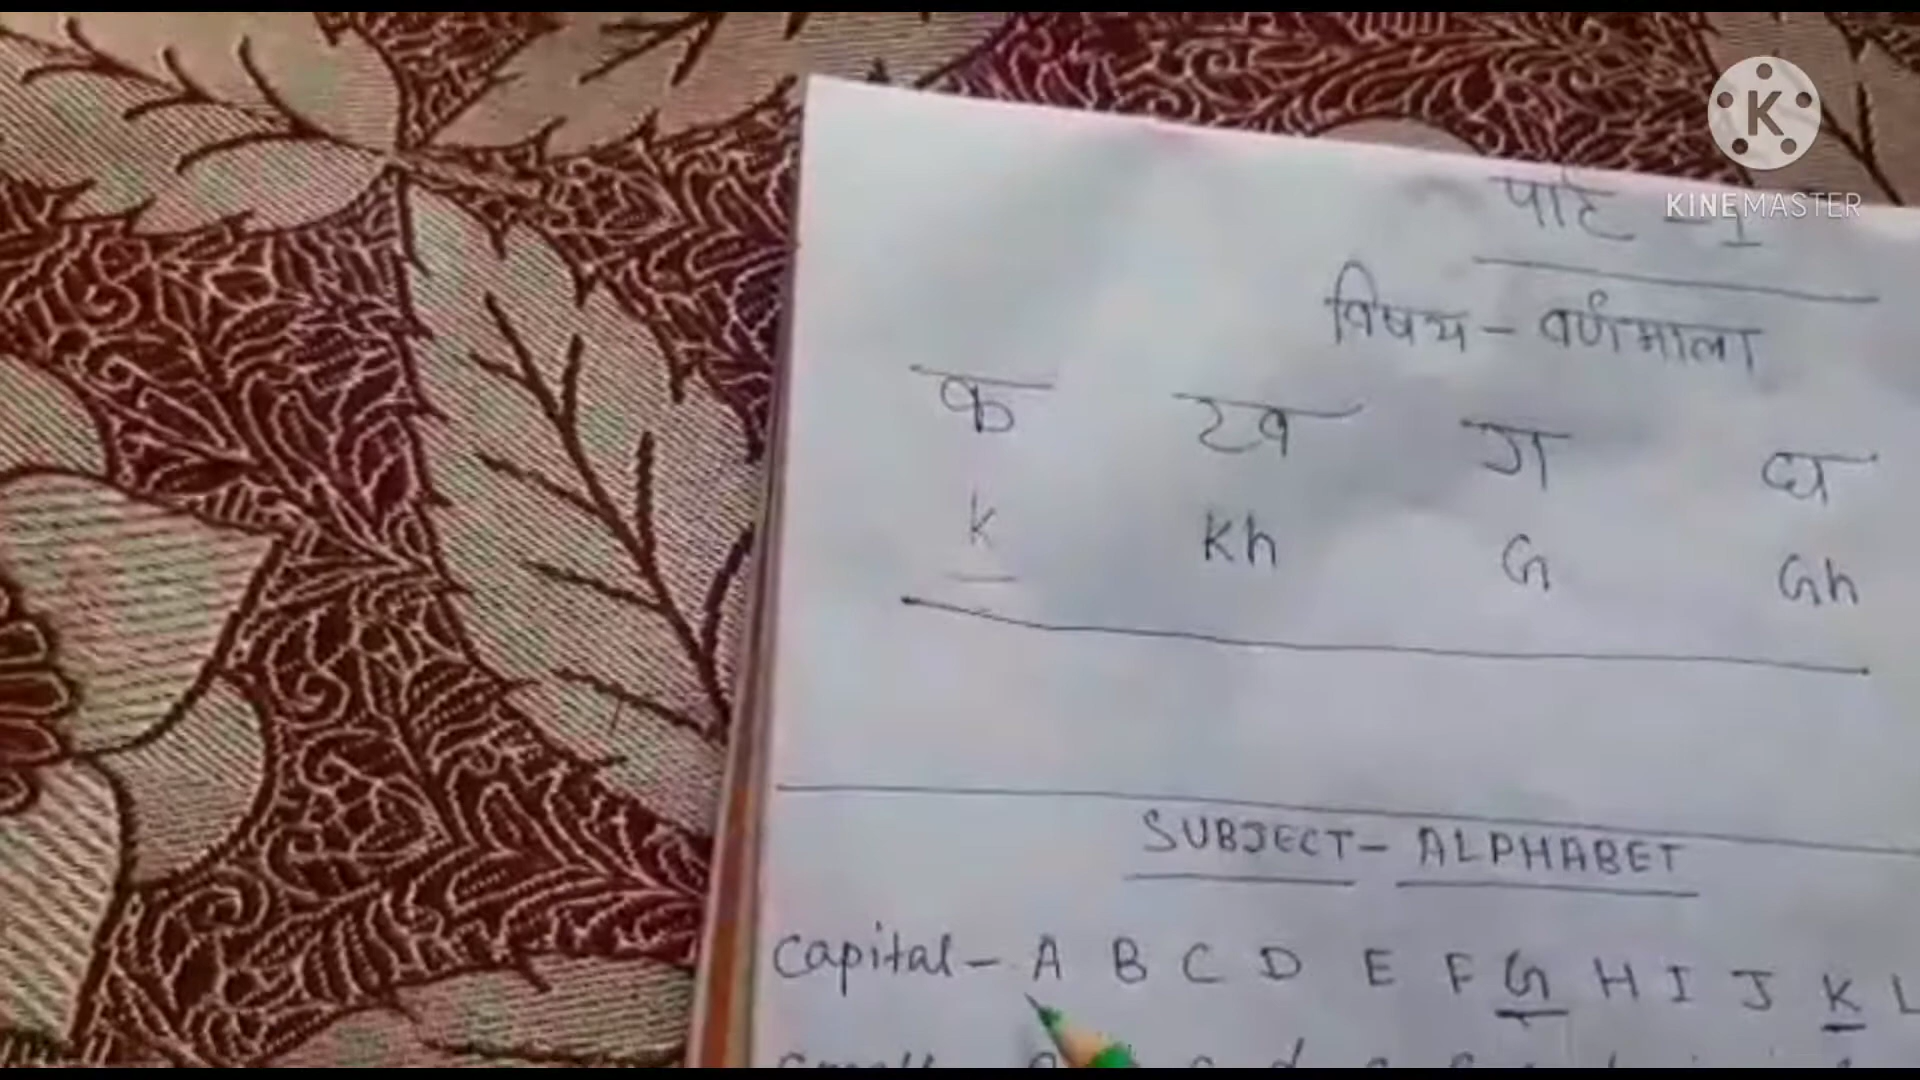 K
KINEMASTER
पाठ - 1
विषय - वर्णमाला
क ख ग घ
K Kh G Gh
SUBJECT - ALPHABET
Capital - A B C D E F G H I J K L